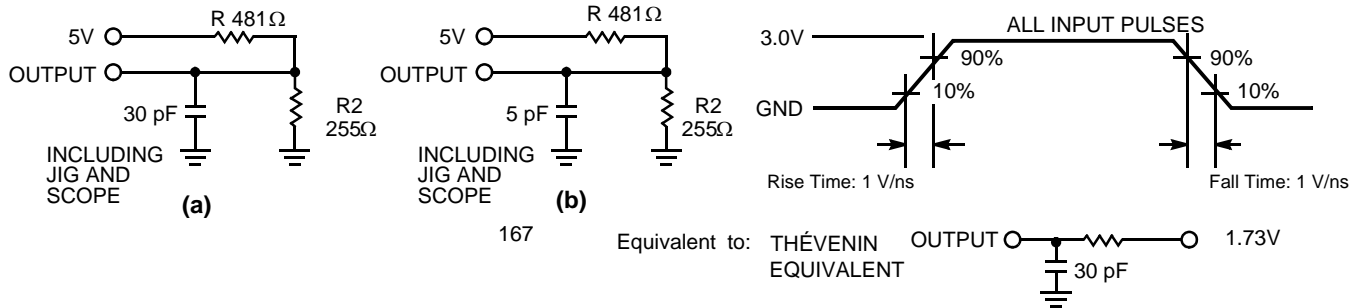 R 481Ω
5V
OUTPUT
30 pF
R2
255Ω
INCLUDING
JIG AND
SCOPE
(a)
R 481Ω
5V
OUTPUT
5 pF
R2
255Ω
INCLUDING
JIG AND
SCOPE
(b)
167
ALL INPUT PULSES
3.0V
90%
90%
10%
10%
GND
Rise Time: 1 V/ns
Fall Time: 1 V/ns
Equivalent to:
THÉVENIN
EQUIVALENT
OUTPUT
1.73V
30 pF